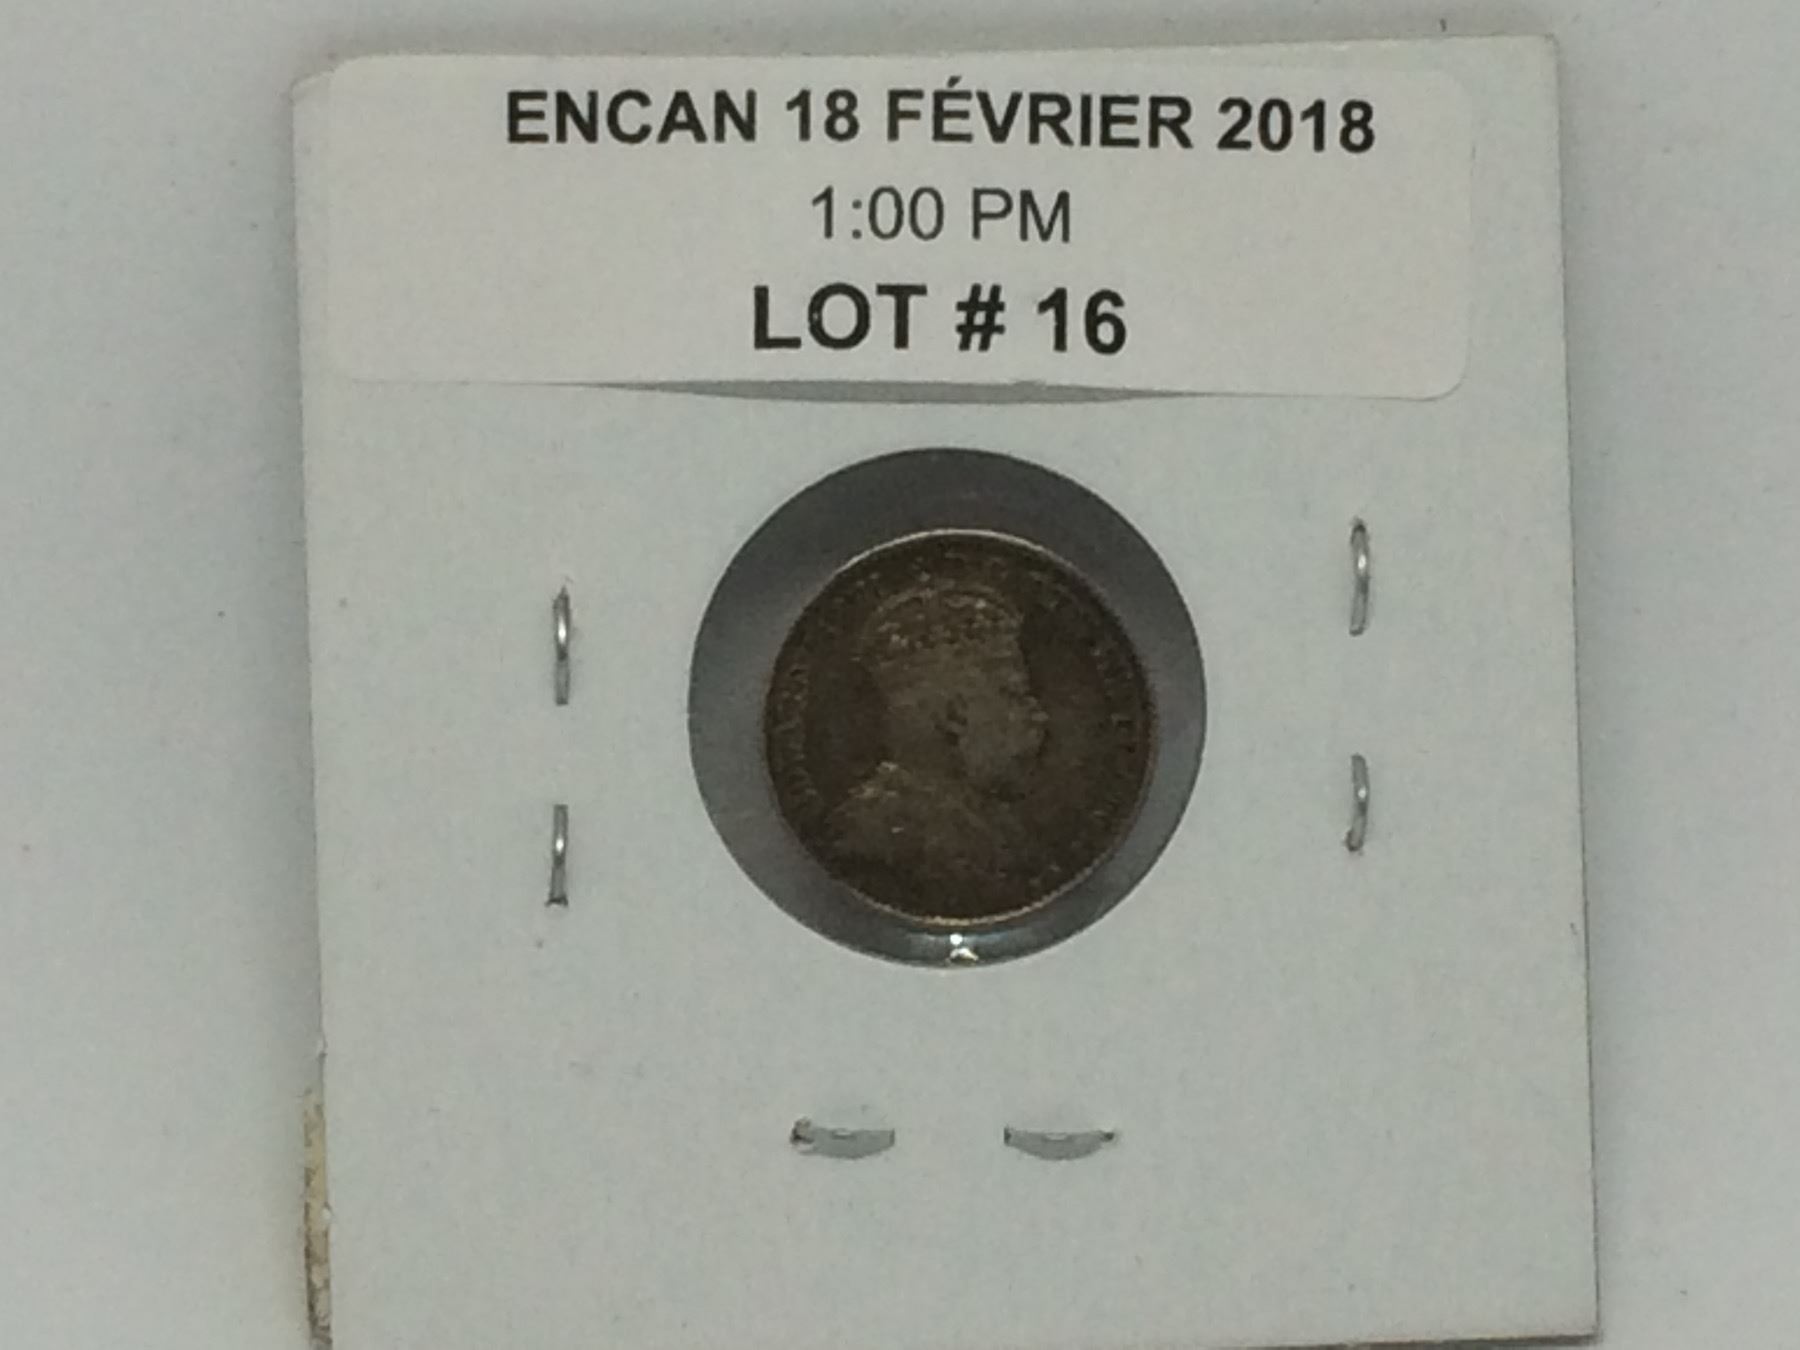 ENCAN 18 FÉVRIER 2018
1:00 PM
LOT # 16